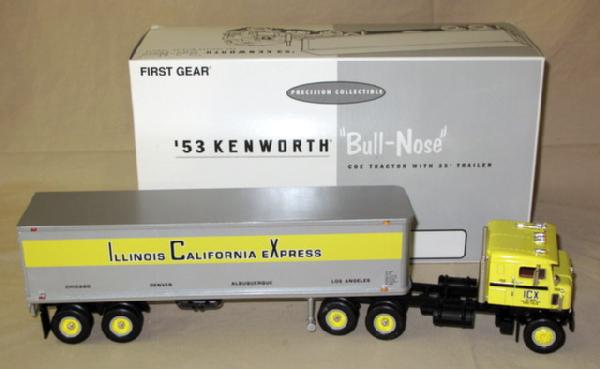 FIRST GEAR®
PRECISION COLLECTIBLE
'53 KENWORTH® "Bull-Nose"
COE TRACTOR WITH 35' TRAILER
ILLINOIS CALIFORNIA EXPRESS
CHICAGO DENVER ALBUQUERQUE LOS ANGELES
ICX